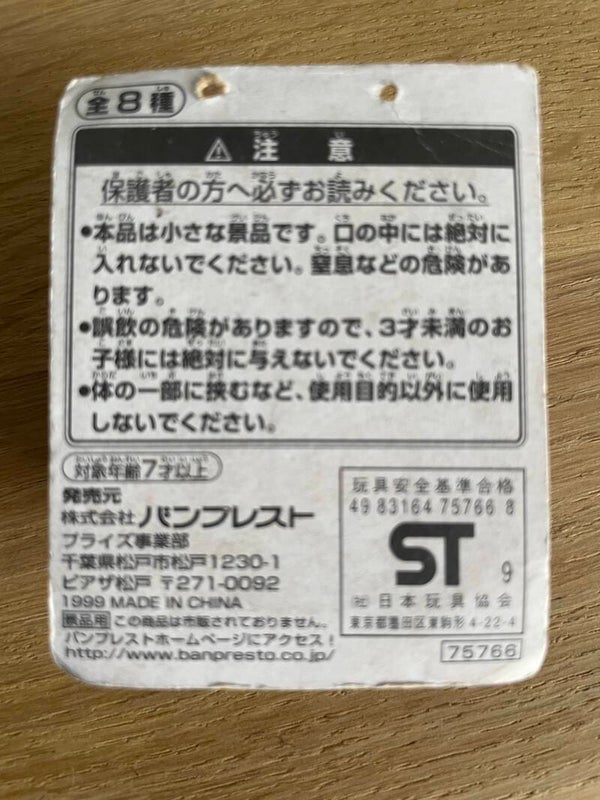 全8種
⚠ 注意
保護者の方へ必ずお読みください。
●本品は小さな景品です。口の中には絶対に
入れないでください。窒息などの危険があ
ります。
●誤飲の危険がありますので、3才未満のお
子様には絶対に与えないでください。
●体の一部に挟むなど、使用目的以外に使用
しないでください。
対象年齢7才以上
発売元
株式会社 バンプレスト
プライズ事業部
千葉県松戸市松戸1230-1
ピアザ松戸 〒271-0092
1999 MADE IN CHINA
景品用 この商品は市販されておりません。
バンプレストホームページにアクセス!
http://www.banpresto.co.jp/
玩具安全基準合格
49 83164 75766 8
ST 9
㈳日本玩具協会
東京都墨田区東駒形4-22-4
75766